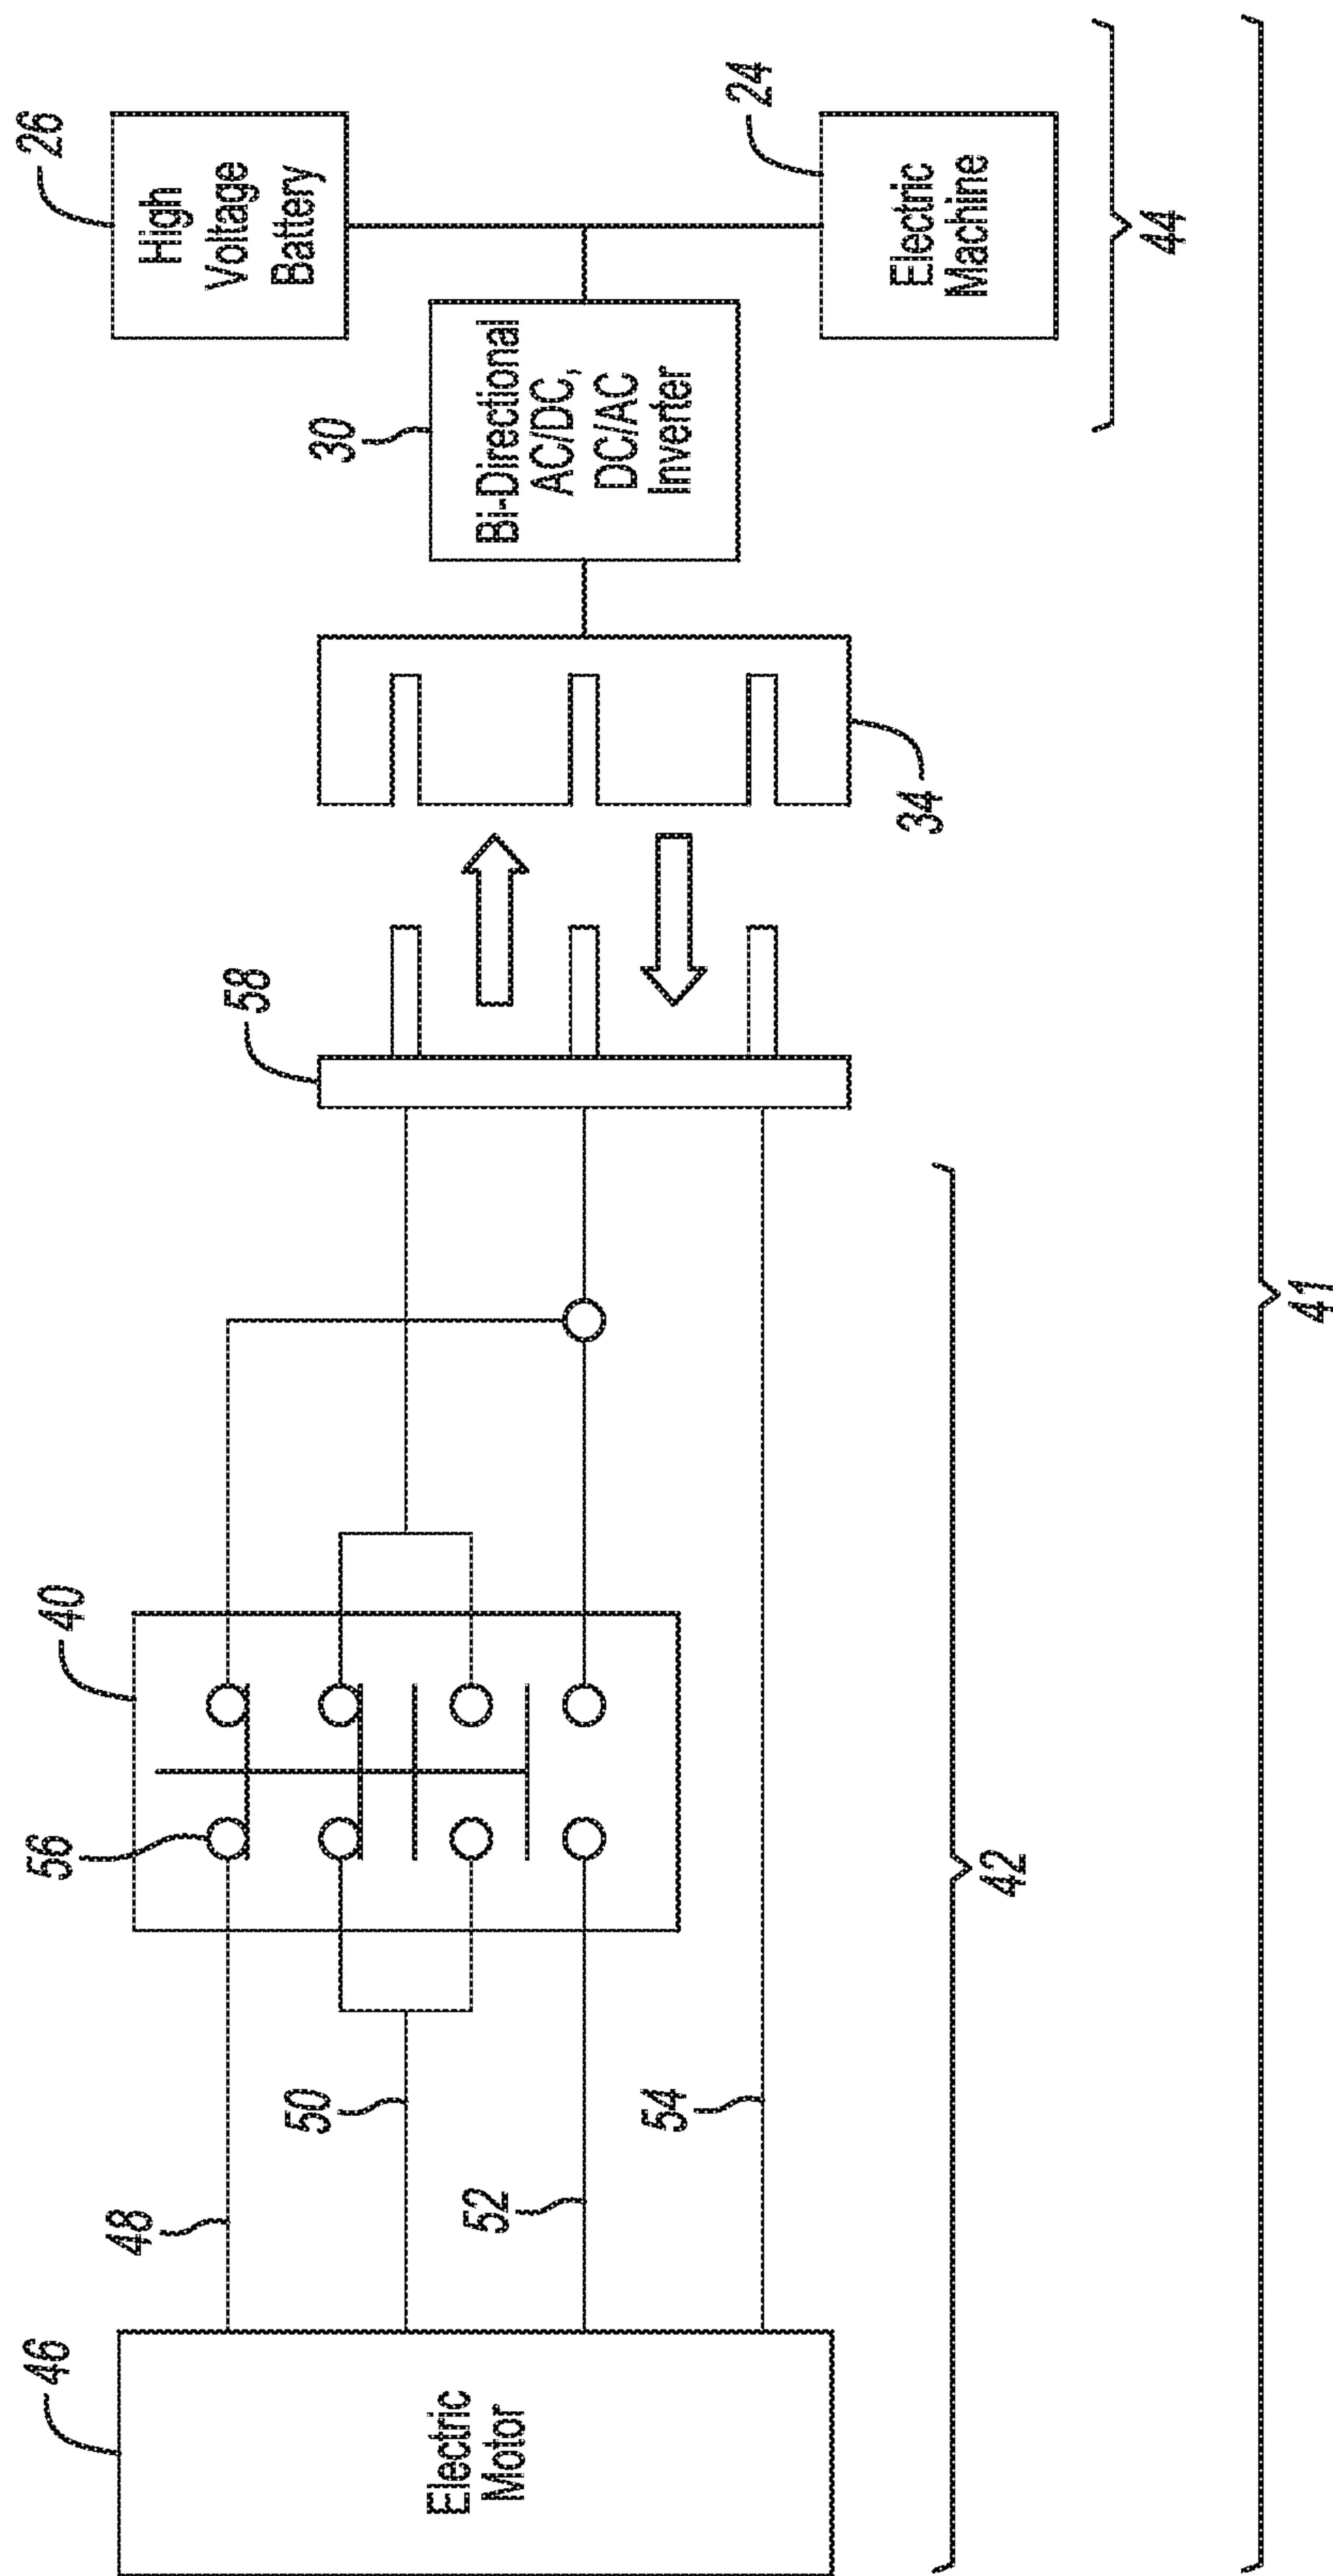 46
Electric
Motor
48
50
52
54
56
40
42
58
34
30
Bi-Directional
AC/DC,
DC/AC
Inverter
26
High
Voltage
Battery
24
Electric
Machine
44
41